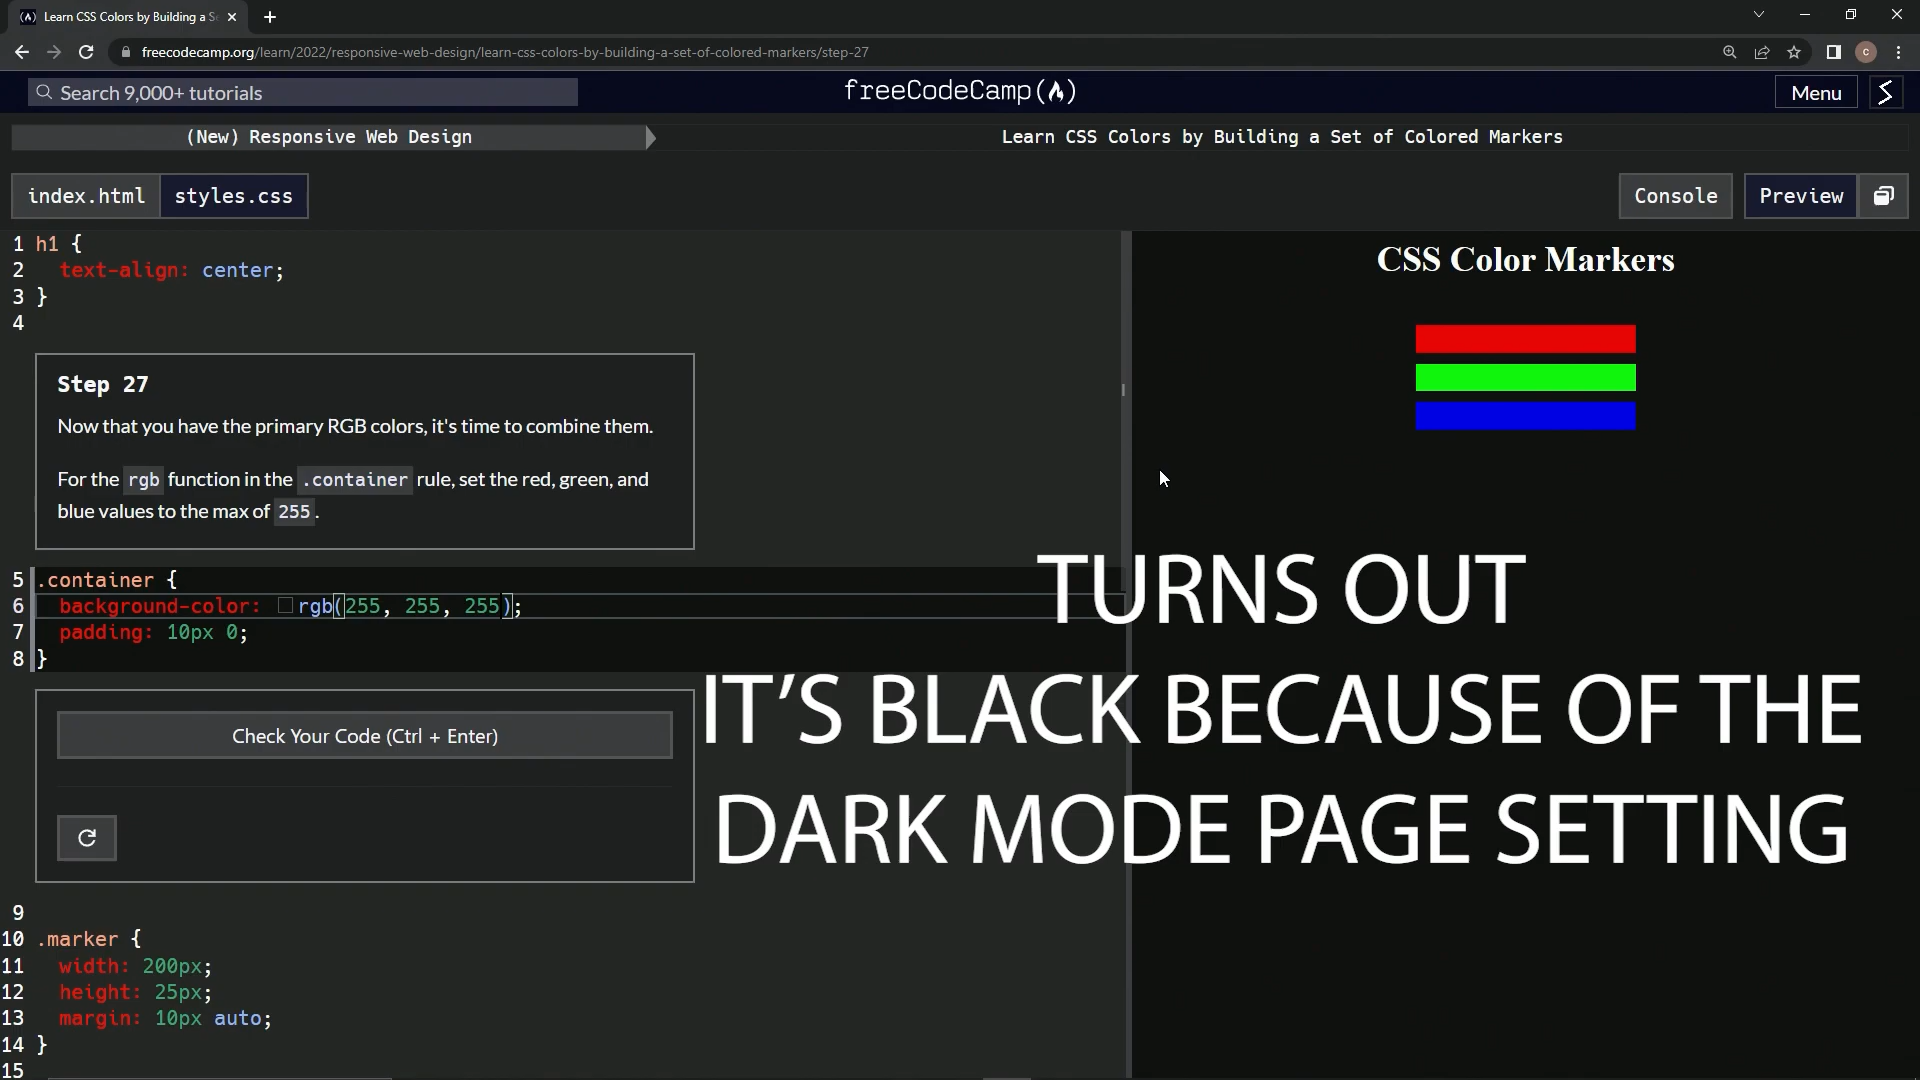 Learn CSS Colors by Building a S
freecodecamp.org/learn/2022/responsive-web-design/learn-css-colors-by-building-a-set-of-colored-markers/step-27
C
Search 9,000+ tutorials
freeCodeCamp
Menu
(New) Responsive Web Design
Learn CSS Colors by Building a Set of Colored Markers
index.html
styles.css
Console
Preview
1 h1 {
2 text-align: center;
3 }
4
Step 27
Now that you have the primary RGB colors, it's time to combine them.
For the rgb function in the .container rule, set the red, green, and
blue values to the max of 255.
5 .container {
6 background-color: rgb(255, 255, 255);
7 padding: 10px 0;
8 }
Check Your Code (Ctrl + Enter)
9
10 .marker {
11 width: 200px;
12 height: 25px;
13 margin: 10px auto;
14 }
15
CSS Color Markers
TURNS OUT
IT’S BLACK BECAUSE OF THE
DARK MODE PAGE SETTING